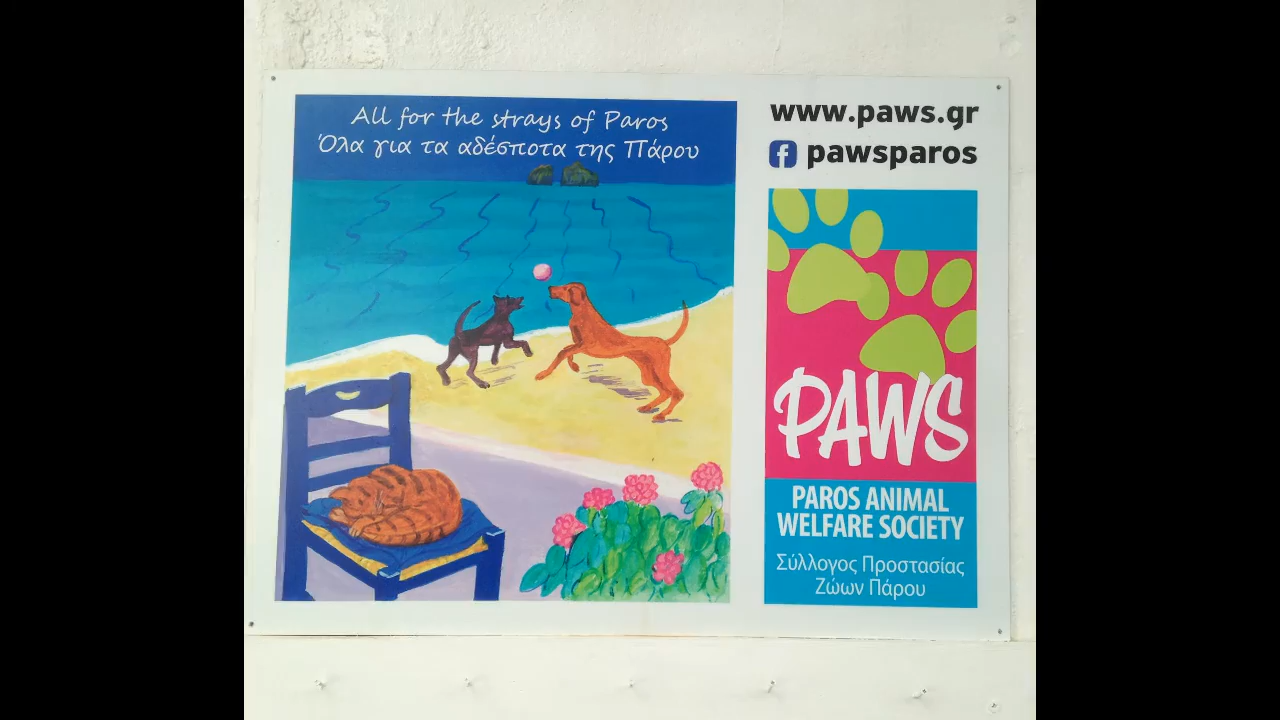 All for the strays of Paros
Όλα για τα αδέσποτα της Πάρου
www.paws.gr
pawsparos
PAWS
PAROS ANIMAL
WELFARE SOCIETY
Σύλλογος Προστασίας
Ζώων Πάρου